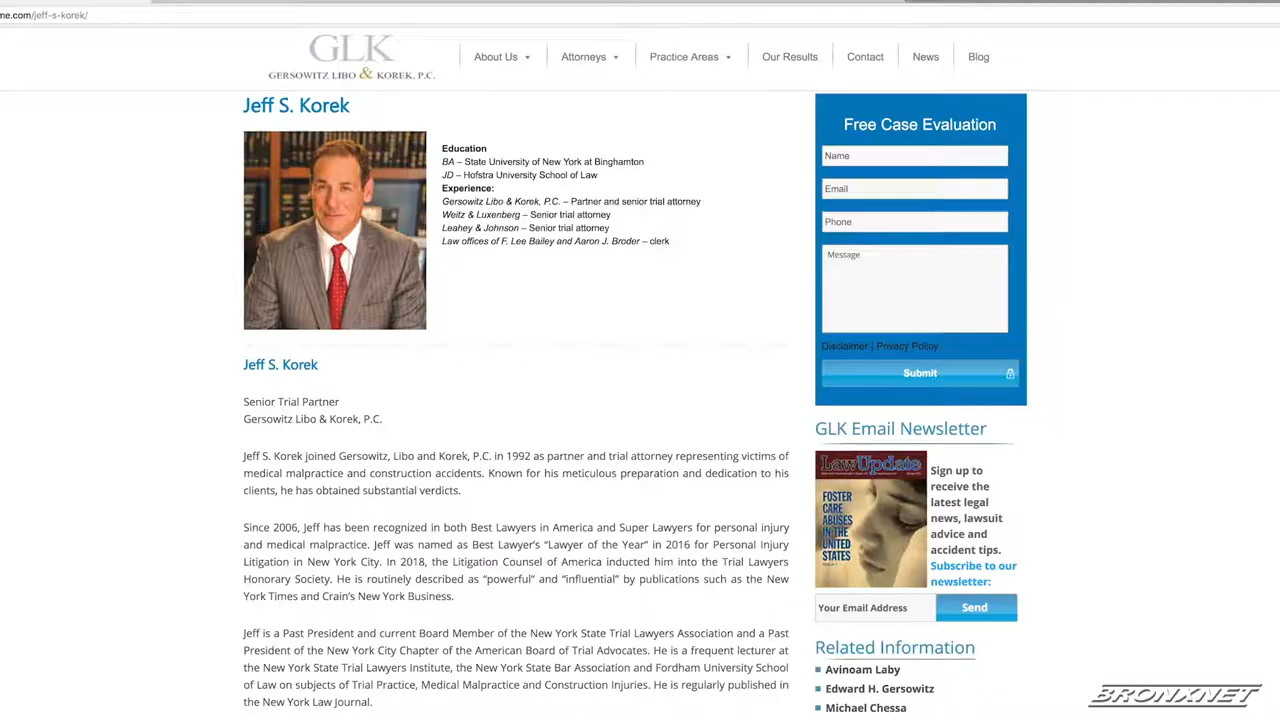 me.com/jeff-s-korek/
GLK
GERSOWITZ LIBO & KOREK, P.C.
About Us
Attorneys
Practice Areas
Our Results
Contact
News
Blog
Jeff S. Korek
Education
BA – State University of New York at Binghamton
JD – Hofstra University School of Law
Experience:
Gersowitz Libo & Korek, P.C. – Partner and senior trial attorney
Weitz & Luxenberg – Senior trial attorney
Leahey & Johnson – Senior trial attorney
Law offices of F. Lee Bailey and Aaron J. Broder – clerk
Jeff S. Korek
Senior Trial Partner
Gersowitz Libo & Korek, P.C.
Jeff S. Korek joined Gersowitz, Libo and Korek, P.C. in 1992 as partner and trial attorney representing victims of
medical malpractice and construction accidents. Known for his meticulous preparation and dedication to his
clients, he has obtained substantial verdicts.
Since 2006, Jeff has been recognized in both Best Lawyers in America and Super Lawyers for personal injury
and medical malpractice. Jeff was named as Best Lawyer's “Lawyer of the Year” in 2016 for Personal Injury
Litigation in New York City. In 2018, the Litigation Counsel of America inducted him into the Trial Lawyers
Honorary Society. He is routinely described as “powerful” and “influential” by publications such as the New
York Times and Crain's New York Business.
Jeff is a Past President and current Board Member of the New York State Trial Lawyers Association and a Past
President of the New York City Chapter of the American Board of Trial Advocates. He is a frequent lecturer at
the New York State Trial Lawyers Institute, the New York State Bar Association and Fordham University School
of Law on subjects of Trial Practice, Medical Malpractice and Construction Injuries. He is regularly published in
the New York Law Journal.
Free Case Evaluation
Name
Email
Phone
Message
Disclaimer | Privacy Policy
Submit
GLK Email Newsletter
LawUpdate
FOSTER
CARE
ABUSES
IN THE
UNITED
STATES
Sign up to
receive the
latest legal
news, lawsuit
advice and
accident tips.
Subscribe to our
newsletter:
Your Email Address
Send
Related Information
Avinoam Laby
Edward H. Gersowitz
Michael Chessa
BRONXNET